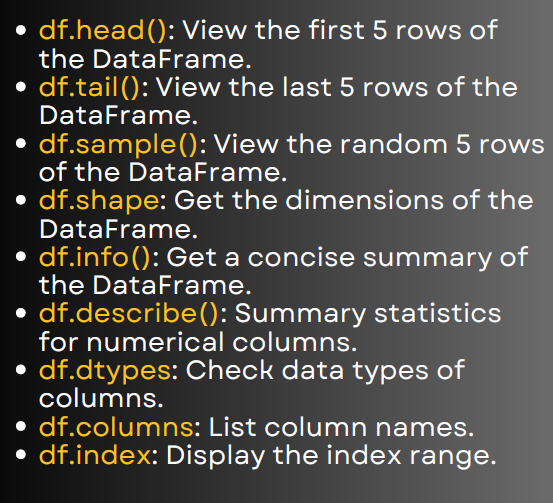 • df.head(): View the first 5 rows of
the DataFrame.
• df.tail(): View the last 5 rows of the
DataFrame.
• df.sample(): View the random 5 rows
of the DataFrame.
• df.shape: Get the dimensions of the
DataFrame.
• df.info(): Get a concise summary of
the DataFrame.
• df.describe(): Summary statistics
for numerical columns.
• df.dtypes: Check data types of
columns.
• df.columns: List column names.
• df.index: Display the index range.